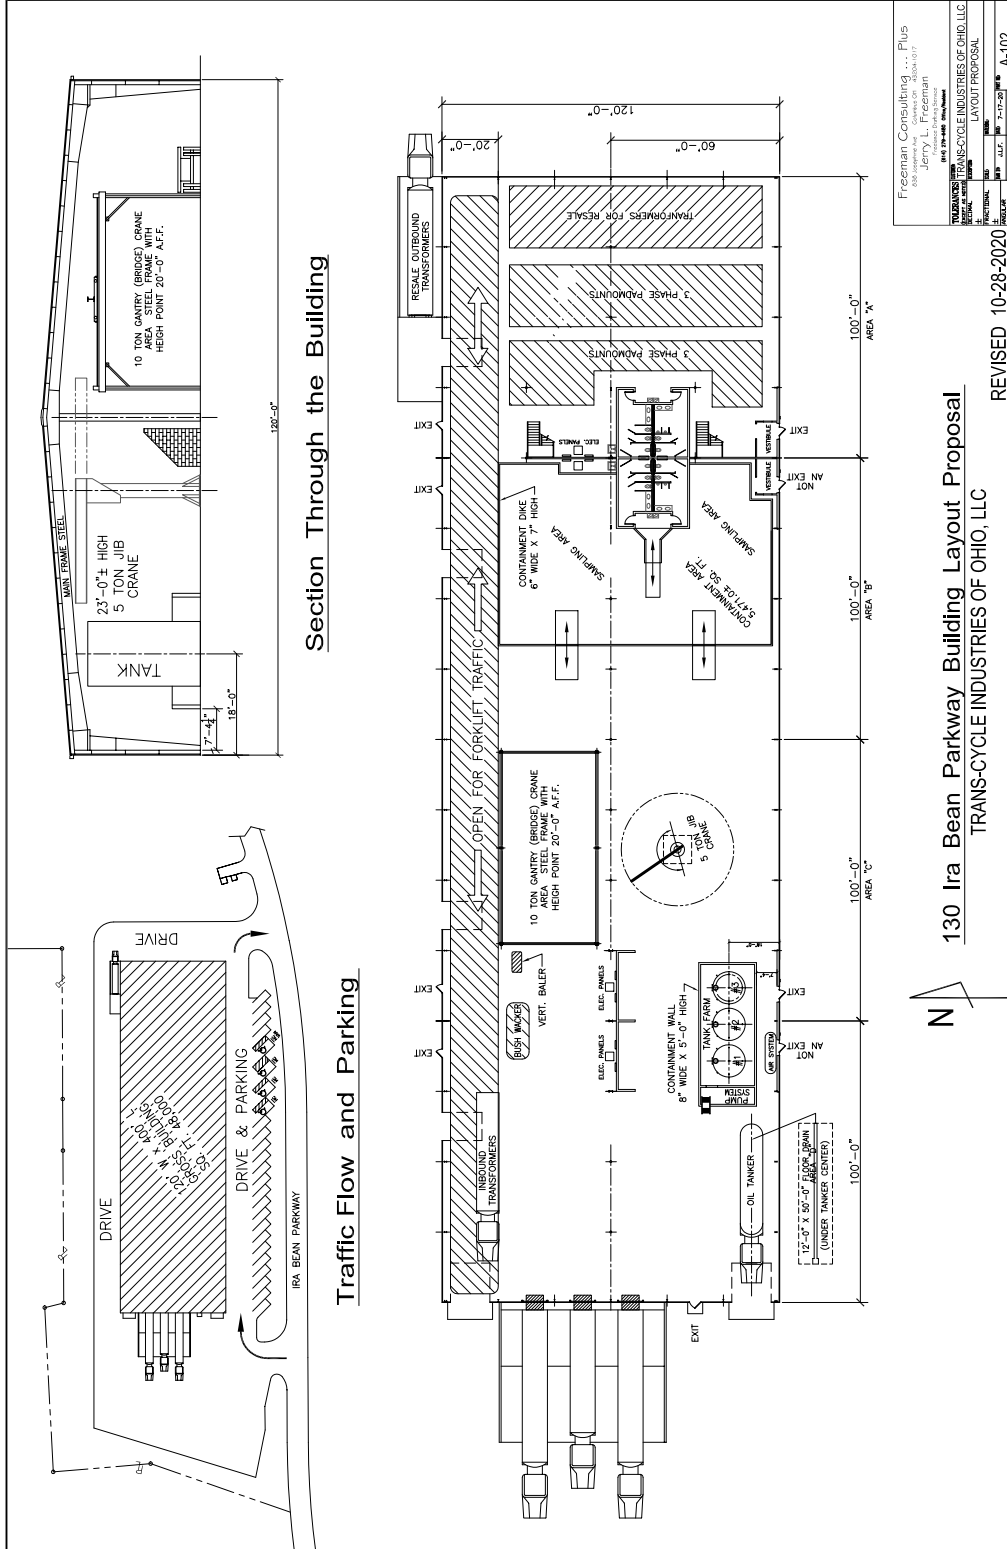 Freeman Consulting ... Plus
Jerry L. Freeman
TOLERANCES
TRANS-CYCLE INDUSTRIES OF OHIO, LLC
LAYOUT PROPOSAL
DECIMAL
FRACTIONAL
ANGULAR
J.L.F.
7-17-20
A-102
REVISED 10-28-2020
130 Ira Bean Parkway Building Layout Proposal
TRANS-CYCLE INDUSTRIES OF OHIO, LLC
N
Section Through the Building
MAIN FRAME STEEL
23'-0"± HIGH
5 TON JIB
CRANE
TANK
7'-4¼"
18'-0"
120'-0"
10 TON GANTRY (BRIDGE) CRANE
AREA STEEL FRAME WITH
HEIGH POINT 20'-0" A.F.F.
Traffic Flow and Parking
DRIVE
DRIVE
120' W X 400' L
GROSS BUILDING
SQ. FT. 48,000
DRIVE & PARKING
IRA BEAN PARKWAY
120'-0"
20'-0"
60'-0"
RESALE OUTBOUND
TRANSFORMERS
TRANFORMERS FOR RESALE
3 PHASE PADMOUNTS
3 PHASE PADMOUNTS
OPEN FOR FORKLIFT TRAFFIC
EXIT
EXIT
EXIT
EXIT
ELEC. PANELS
CONTAINMENT DIKE
6" WIDE X 7" HIGH
SAMPLING AREA
SAMPLING AREA
CONTAINMENT AREA
5,471.0± SQ. FT.
VESTIBULE
VESTIBULE
EXIT
NOT
AN EXIT
10 TON GANTRY (BRIDGE) CRANE
AREA STEEL FRAME WITH
HEIGH POINT 20'-0" A.F.F.
5 TON JIB
CRANE
VERT. BALER
BUSH WACKER
ELEC. PANELS
ELEC. PANELS
CONTAINMENT WALL
8" WIDE X 5'-0" HIGH
TANK FARM
#1
#2
#3
PUMP
SYSTEM
AIR SYSTEM
EXIT
NOT
AN EXIT
INBOUND
TRANSFORMERS
OIL TANKER
12'-0" X 50'-0" FLOOR DRAIN
AREA "D"
(UNDER TANKER CENTER)
EXIT
100'-0"
AREA "A"
100'-0"
AREA "B"
100'-0"
AREA "C"
100'-0"